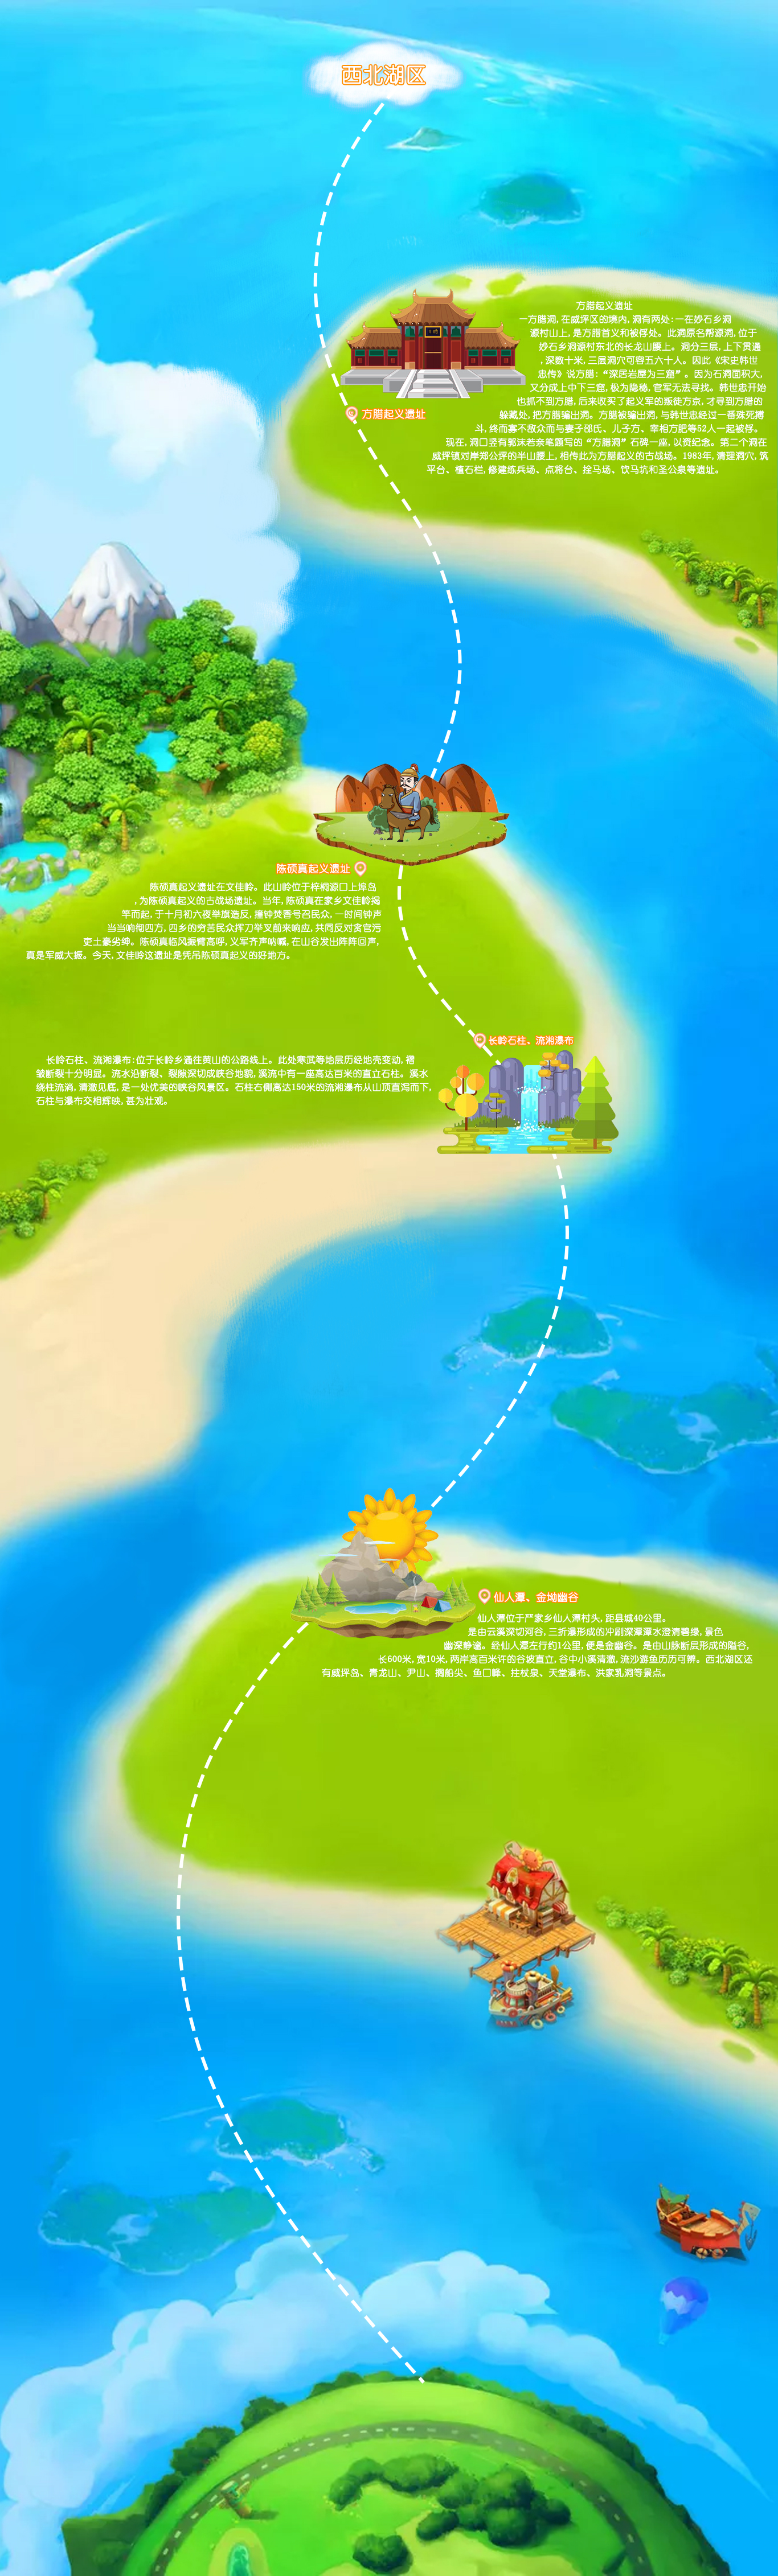 西北湖区
方腊起义遗址
一方腊洞,在威坪区的境内,洞有两处:一在妙石乡洞
源村山上,是方腊首义和被俘处。此洞原名帮源洞,位于
妙石乡洞源村东北的长龙山腰上。洞分三层,上下贯通
,深数十米,三层洞穴可容五六十人。因此《宋史韩世
忠传》说方腊:“深居岩屋为三窟”。因为石洞面积大,
又分成上中下三窟,极为隐秘,官军无法寻找。韩世忠开始
也抓不到方腊,后来收买了起义军的叛徒方京,才寻到方腊的
躲藏处,把方腊骗出洞。方腊被骗出洞,与韩世忠经过一番殊死搏
斗,终而寡不敌众而与妻子邵氏、儿子方、宰相方肥等52人一起被俘。
现在,洞口竖有郭沫若亲笔题写的“方腊洞”石碑一座,以资纪念。第二个洞在
威坪镇对岸郑公坪的半山腰上,相传此为方腊起义的古战场。1983年,清理洞穴,筑
平台、植石栏,修建练兵场、点将台、拴马场、饮马坑和圣公泉等遗址。
方腊起义遗址
陈硕真起义遗址
陈硕真起义遗址在文佳岭。此山岭位于梓桐源口上埠岛
,为陈硕真起义的古战场遗址。当年,陈硕真在家乡文佳岭揭
竿而起,于十月初六夜举旗造反,撞钟焚香号召民众,一时间钟声
当当响彻四方,四乡的穷苦民众挥刀举叉前来响应,共同反对贪官污
吏土豪劣绅。陈硕真临风振臂高呼,义军齐声呐喊,在山谷发出阵阵回声,
真是军威大振。今天,文佳岭这遗址是凭吊陈硕真起义的好地方。
长岭石柱、流湘瀑布
长岭石柱、流湘瀑布:位于长岭乡通往黄山的公路线上。此处寒武等地层历经地壳变动,褶
皱断裂十分明显。流水沿断裂、裂隙深切成峡谷地貌,溪流中有一座高达百米的直立石柱。溪水
绕柱流淌,清澈见底,是一处优美的峡谷风景区。石柱右侧高达150米的流湘瀑布从山顶直泻而下,
石柱与瀑布交相辉映,甚为壮观。
仙人潭、金坳幽谷
仙人潭位于严家乡仙人潭村头,距县城40公里。
是由云溪深切河谷,三折瀑形成的冲刷深潭潭水澄清碧绿,景色
幽深静谧。经仙人潭左行约1公里,便是金幽谷。是由山脉断层形成的隘谷,
长600米,宽10米,两岸高百米许的谷坡直立,谷中小溪清澈,流沙游鱼历历可辨。西北湖区还
有威坪岛、青龙山、尹山、搁船尖、鱼口峰、拄杖泉、天堂瀑布、洪家乳洞等景点。